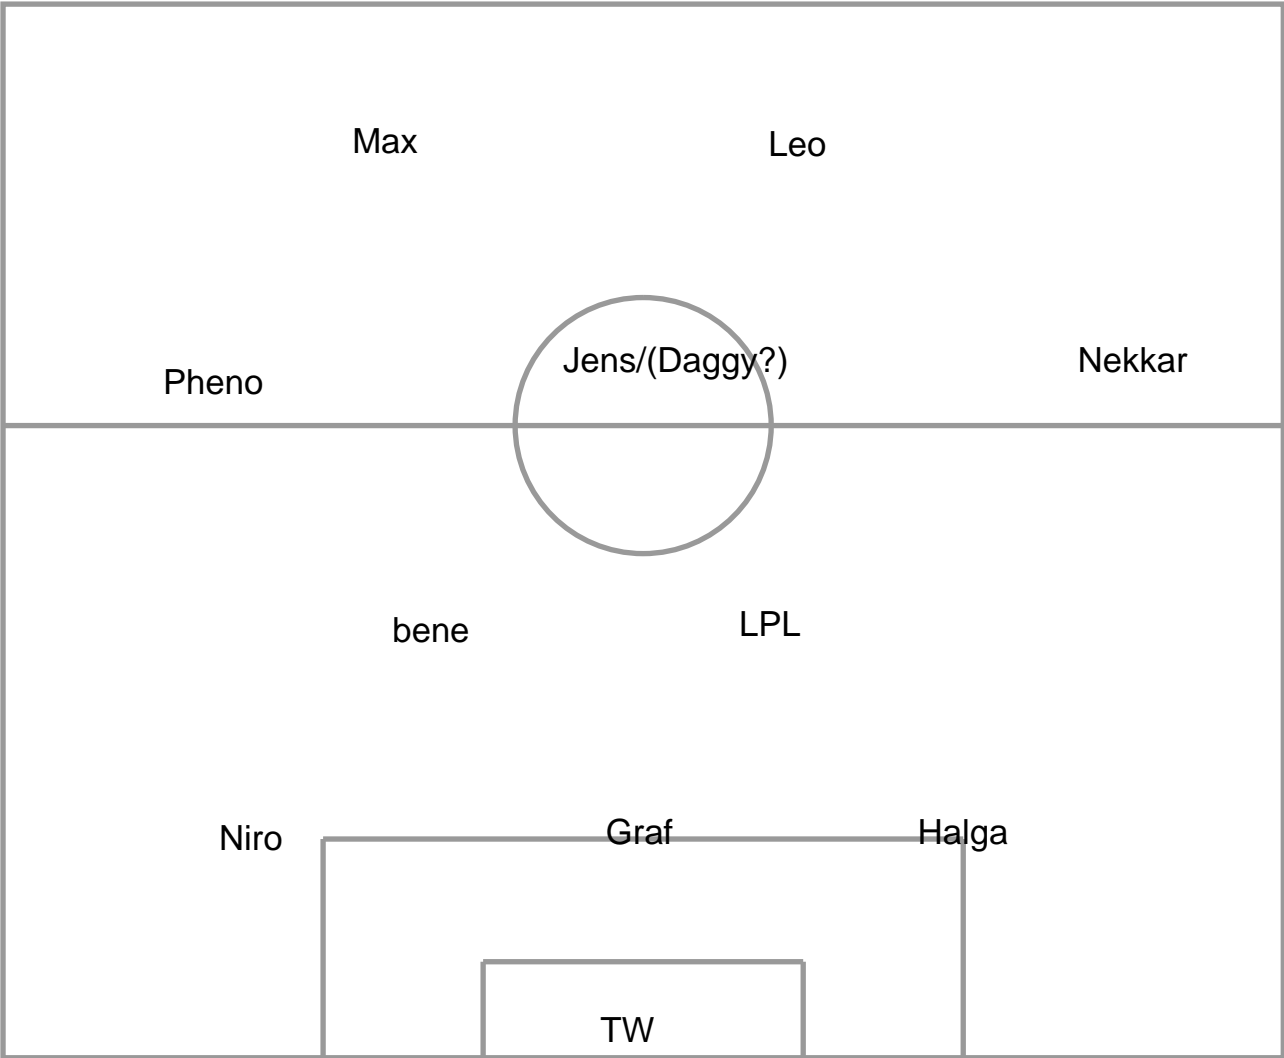 Max
Leo
Jens/(Daggy?)
Nekkar
Pheno
bene
LPL
Niro
Graf
Halga
TW